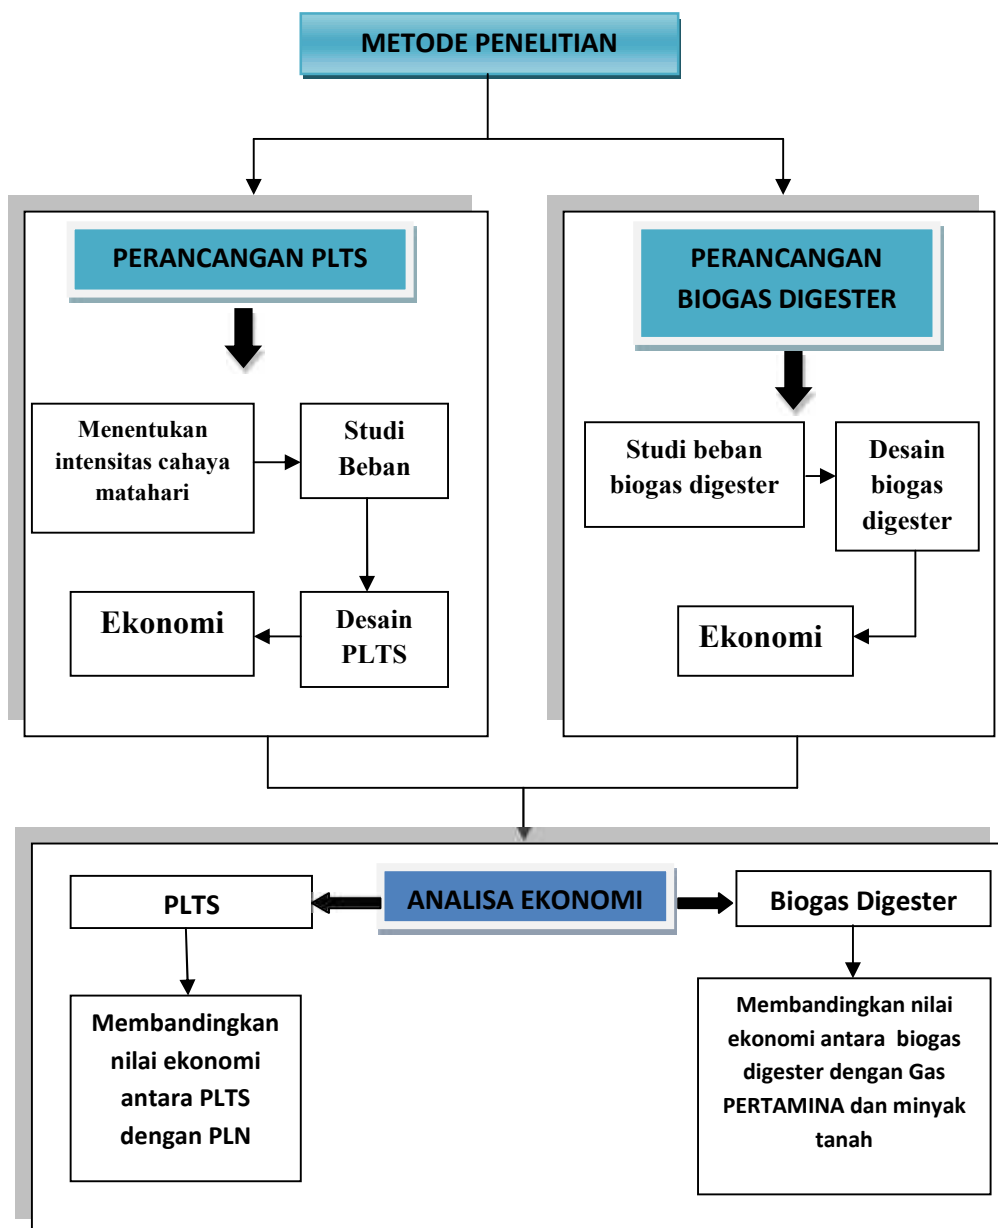 METODE PENELITIAN
PERANCANGAN PLTS
Menentukan
intensitas cahaya
matahari
Studi
Beban
Ekonomi
Desain
PLTS
PERANCANGAN
BIOGAS DIGESTER
Studi beban
biogas digester
Desain
biogas
digester
Ekonomi
ANALISA EKONOMI
PLTS
Membandingkan
nilai ekonomi
antara PLTS
dengan PLN
Biogas Digester
Membandingkan nilai
ekonomi antara biogas
digester dengan Gas
PERTAMINA dan minyak
tanah